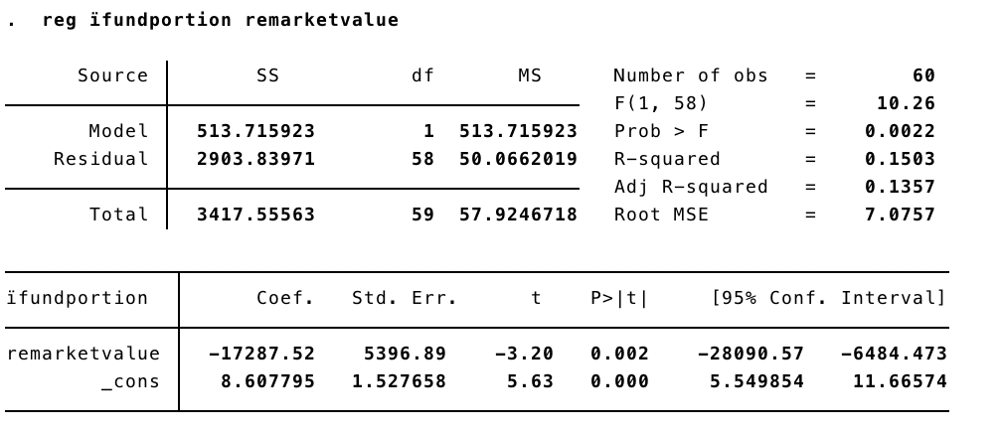 . reg ïfundportion remarketvalue
Source SS df MS Number of obs = 60
F(1, 58) = 10.26
Model 513.715923 1 513.715923 Prob > F = 0.0022
Residual 2903.83971 58 50.0662019 R-squared = 0.1503
Adj R-squared = 0.1357
Total 3417.55563 59 57.9246718 Root MSE = 7.0757
ïfundportion Coef. Std. Err. t P>|t| [95% Conf. Interval]
remarketvalue -17287.52 5396.89 -3.20 0.002 -28090.57 -6484.473
_cons 8.607795 1.527658 5.63 0.000 5.549854 11.66574